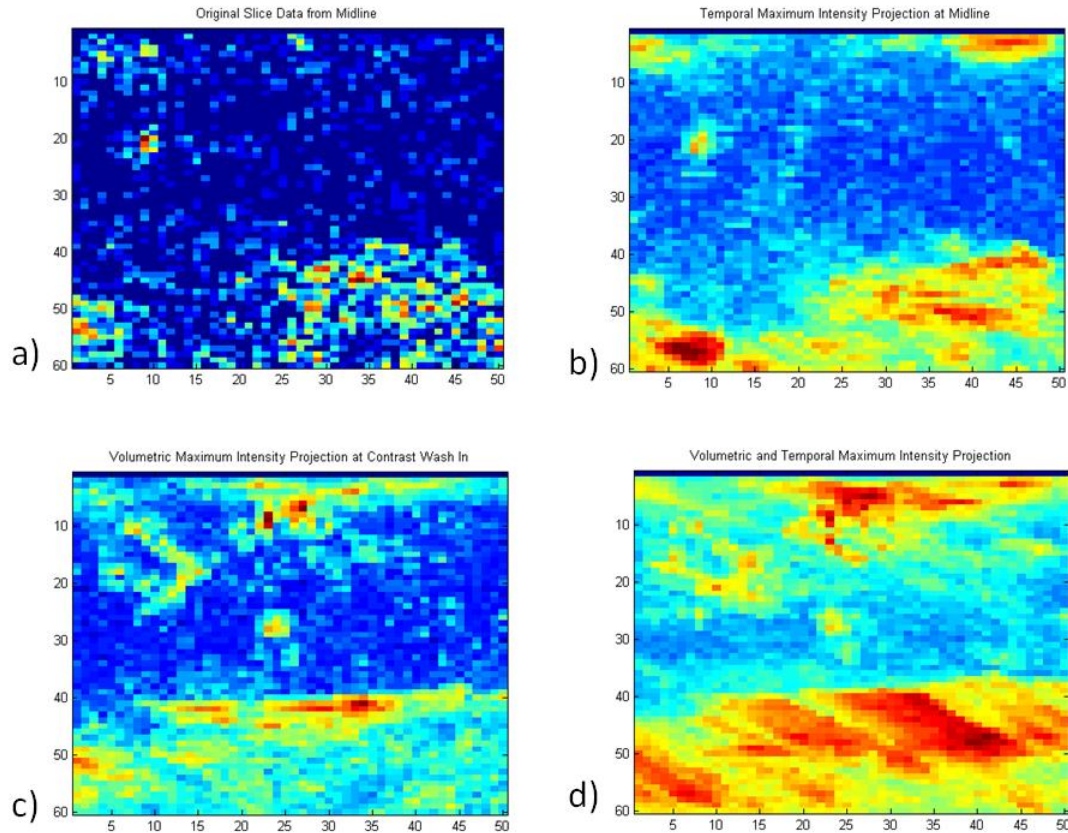 Original Slice Data from Midline
10
20
30
40
50
60
5 10 15 20 25 30 35 40 45 50
a)
Temporal Maximum Intensity Projection at Midline
10
20
30
40
50
60
5 10 15 20 25 30 35 40 45 50
b)
Volumetric Maximum Intensity Projection at Contrast Wash In
10
20
30
40
50
60
5 10 15 20 25 30 35 40 45 50
c)
Volumetric and Temporal Maximum Intensity Projection
10
20
30
40
50
60
5 10 15 20 25 30 35 40 45 50
d)